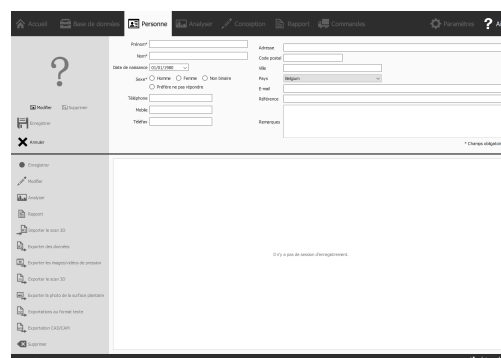 Accueil
Base de données
Personne
Analyser
Conception
Rapport
Commandes
Paramètres
?
Prénom*
Nom*
Date de naissance 01/01/1980
Sexe* Homme Femme Non binaire
Préfère ne pas répondre
Téléphone
Mobile
Téléfax
Adresse
Code postal
Ville
Pays Belgium
E-mail
Référence
Remarques
* Champs obligatoi
?
Modifier Supprimer
Enregistrer
Annuler
Enregistrer
Modifier
Analyser
Rapport
Importer le scan 3D
Exporter des données
Exporter les images/vidéos de pression
Exporter le scan 3D
Exporter la photo de la surface plantaire
Exportations au format texte
Exportation CAD/CAM
Supprimer
Il n'y a pas de session d'enregistrement.